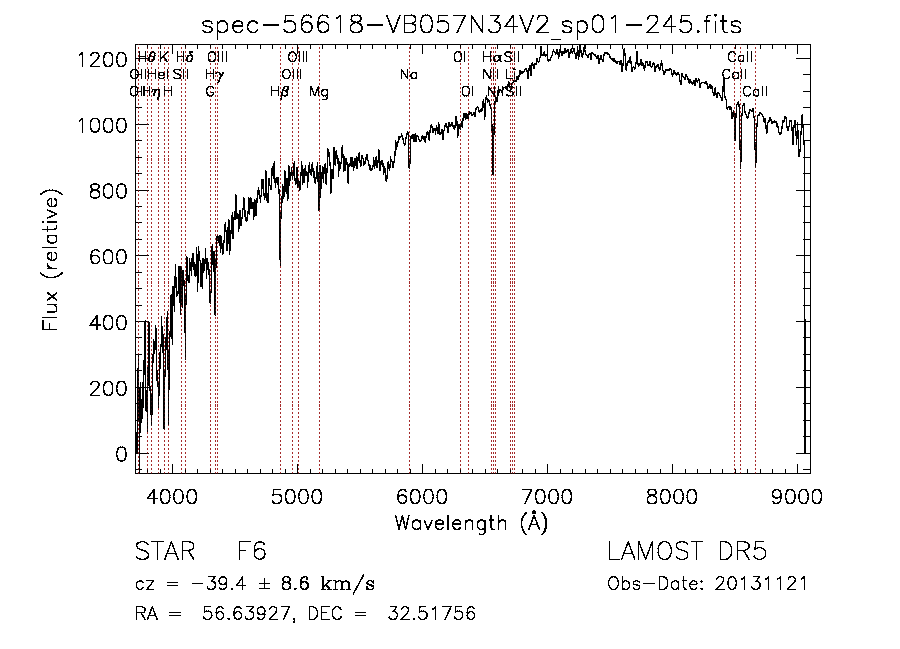 spec-56618-VB057N34V2_sp01-245.fits
Hθ K Hδ OIII OIII OI Hα SII CaII
OII HeI SII Hγ OIII Na NII Li CaII
OII Hη H G Hβ Mg OI NII SII CaII
1200
1000
800
600
400
200
0
Flux (relative)
4000 5000 6000 7000 8000 9000
Wavelength (Å)
STAR F6 LAMOST DR5
cz = −39.4 ± 8.6 km/s Obs−Date: 20131121
RA = 56.63927, DEC = 32.51756